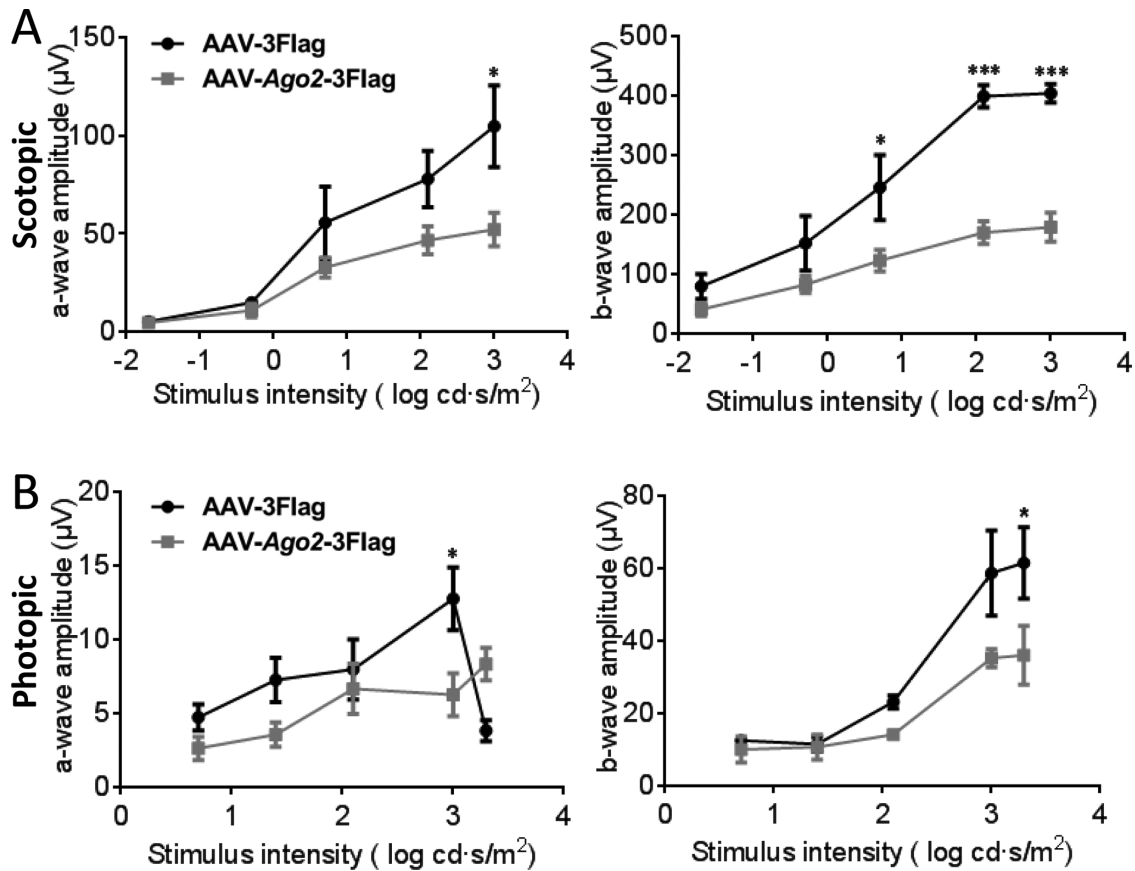 A
Scotopic
a-wave amplitude (µV)
150
100
50
0
AAV-3Flag
AAV-Ago2-3Flag
*
-2 -1 0 1 2 3 4
Stimulus intensity ( log cd·s/m²)
b-wave amplitude (µV)
500
400
300
200
100
0
* *** ***
-2 -1 0 1 2 3 4
Stimulus intensity ( log cd·s/m²)
B
Photopic
a-wave amplitude (µV)
20
15
10
5
0
AAV-3Flag
AAV-Ago2-3Flag
*
0 1 2 3 4
Stimulus intensity ( log cd·s/m²)
b-wave amplitude (µV)
80
60
40
20
0
*
0 1 2 3 4
Stimulus intensity ( log cd·s/m²)